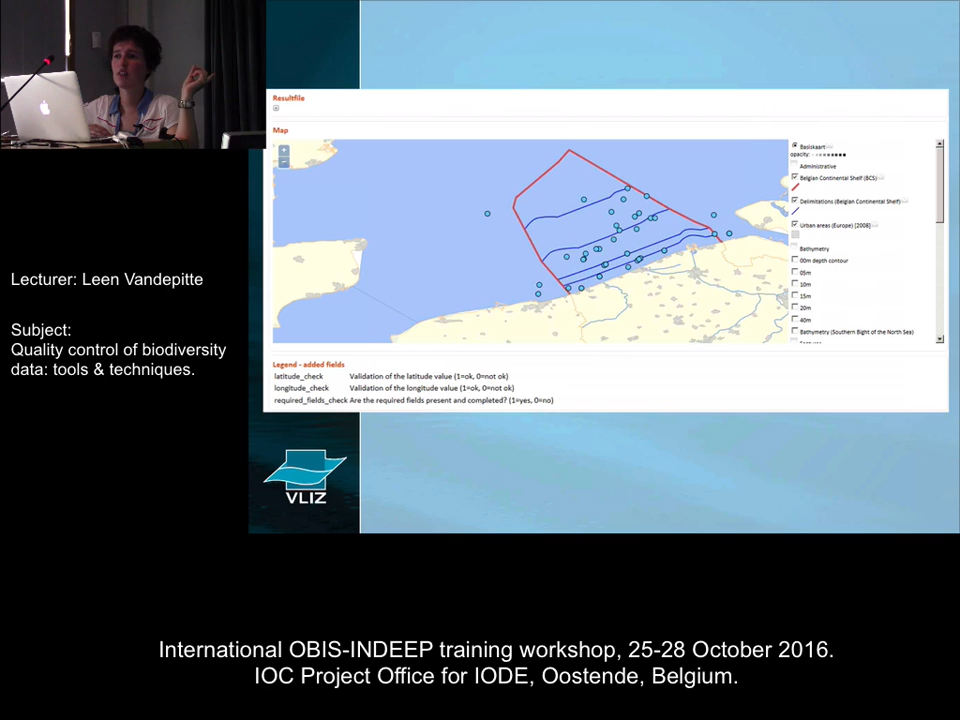 Resultfile
Map
Basiskaart
opacity:
Administrative
Belgian Continental Shelf (BCS)
Delimitations (Belgian Continental Shelf)
Urban areas (Europe) [2008]
Bathymetry
00m depth contour
05m
10m
15m
20m
40m
Bathymetry (Southern Bight of the North Sea)
Legend - added fields
latitude_check Validation of the latitude value (1=ok, 0=not ok)
longitude_check Validation of the longitude value (1=ok, 0=not ok)
required_fields_check Are the required fields present and completed? (1=yes, 0=no)
VLIZ
Lecturer: Leen Vandepitte
Subject:
Quality control of biodiversity
data: tools & techniques.
International OBIS-INDEEP training workshop, 25-28 October 2016.
IOC Project Office for IODE, Oostende, Belgium.